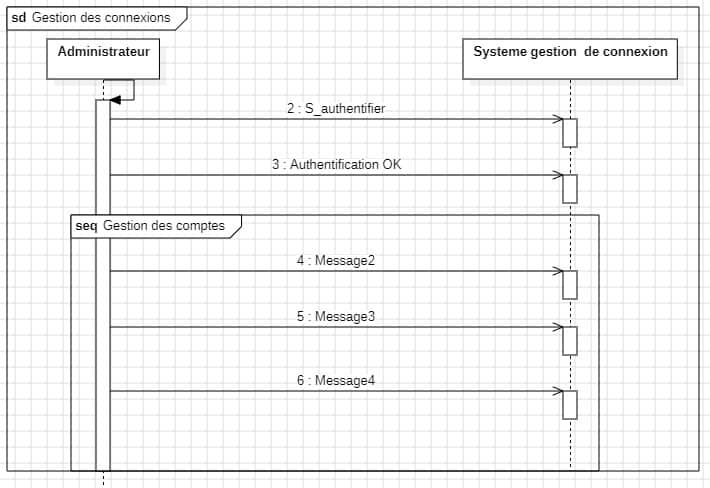 sd Gestion des connexions
Administrateur
Systeme gestion de connexion
2 : S_authentifier
3 : Authentification OK
seq Gestion des comptes
4 : Message2
5 : Message3
6 : Message4